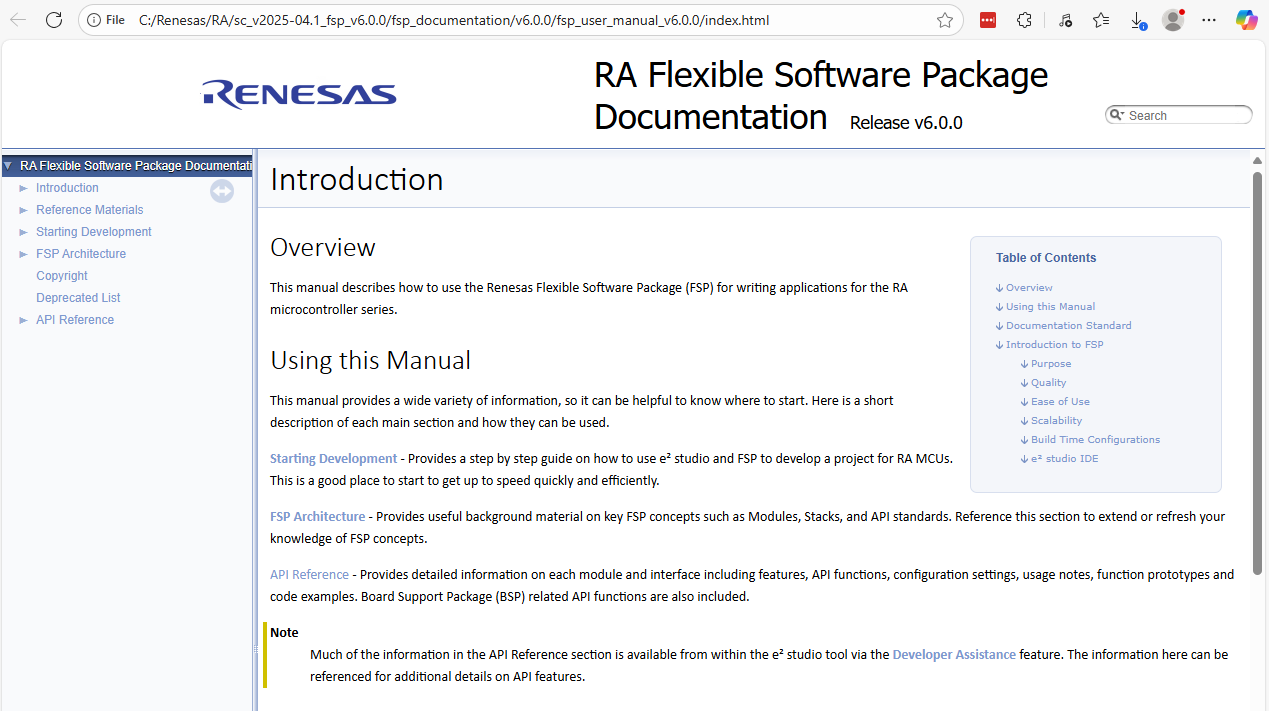 File C:/Renesas/RA/sc_v2025-04.1_fsp_v6.0.0/fsp_documentation/v6.0.0/fsp_user_manual_v6.0.0/index.html
RENESAS
RA Flexible Software Package
Documentation Release v6.0.0
Search
RA Flexible Software Package Documentati
Introduction
Reference Materials
Starting Development
FSP Architecture
Copyright
Deprecated List
API Reference
Introduction
Overview
This manual describes how to use the Renesas Flexible Software Package (FSP) for writing applications for the RA
microcontroller series.
Using this Manual
This manual provides a wide variety of information, so it can be helpful to know where to start. Here is a short
description of each main section and how they can be used.
Starting Development - Provides a step by step guide on how to use e² studio and FSP to develop a project for RA MCUs.
This is a good place to start to get up to speed quickly and efficiently.
Table of Contents
↓ Overview
↓ Using this Manual
↓ Documentation Standard
↓ Introduction to FSP
↓ Purpose
↓ Quality
↓ Ease of Use
↓ Scalability
↓ Build Time Configurations
↓ e² studio IDE
FSP Architecture - Provides useful background material on key FSP concepts such as Modules, Stacks, and API standards. Reference this section to extend or refresh your
knowledge of FSP concepts.
API Reference - Provides detailed information on each module and interface including features, API functions, configuration settings, usage notes, function prototypes and
code examples. Board Support Package (BSP) related API functions are also included.
Note
Much of the information in the API Reference section is available from within the e² studio tool via the Developer Assistance feature. The information here can be
referenced for additional details on API features.